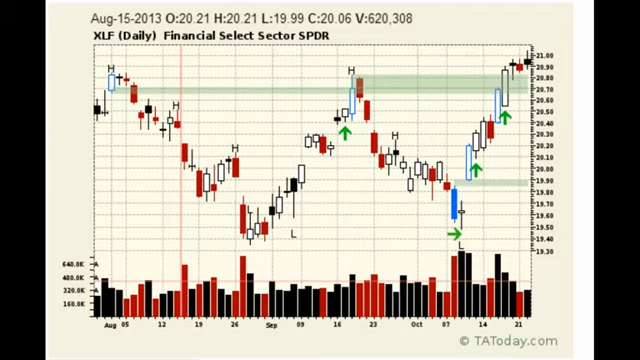 Aug-15-2013 O:20.21 H:20.21 L:19.99 C:20.06 V:620,308
XLF (Daily) Financial Select Sector SPDR
H
H
H
H
H
L
L
L
21.00
20.90
20.80
20.70
20.60
20.50
20.40
20.30
20.20
20.10
20.00
19.90
19.80
19.70
19.60
19.50
19.40
19.30
640.0K
480.0K
320.0K
160.0K
Aug 05 12 19 26 Sep 09 16 23 Oct 07 14 21
© TAToday.com